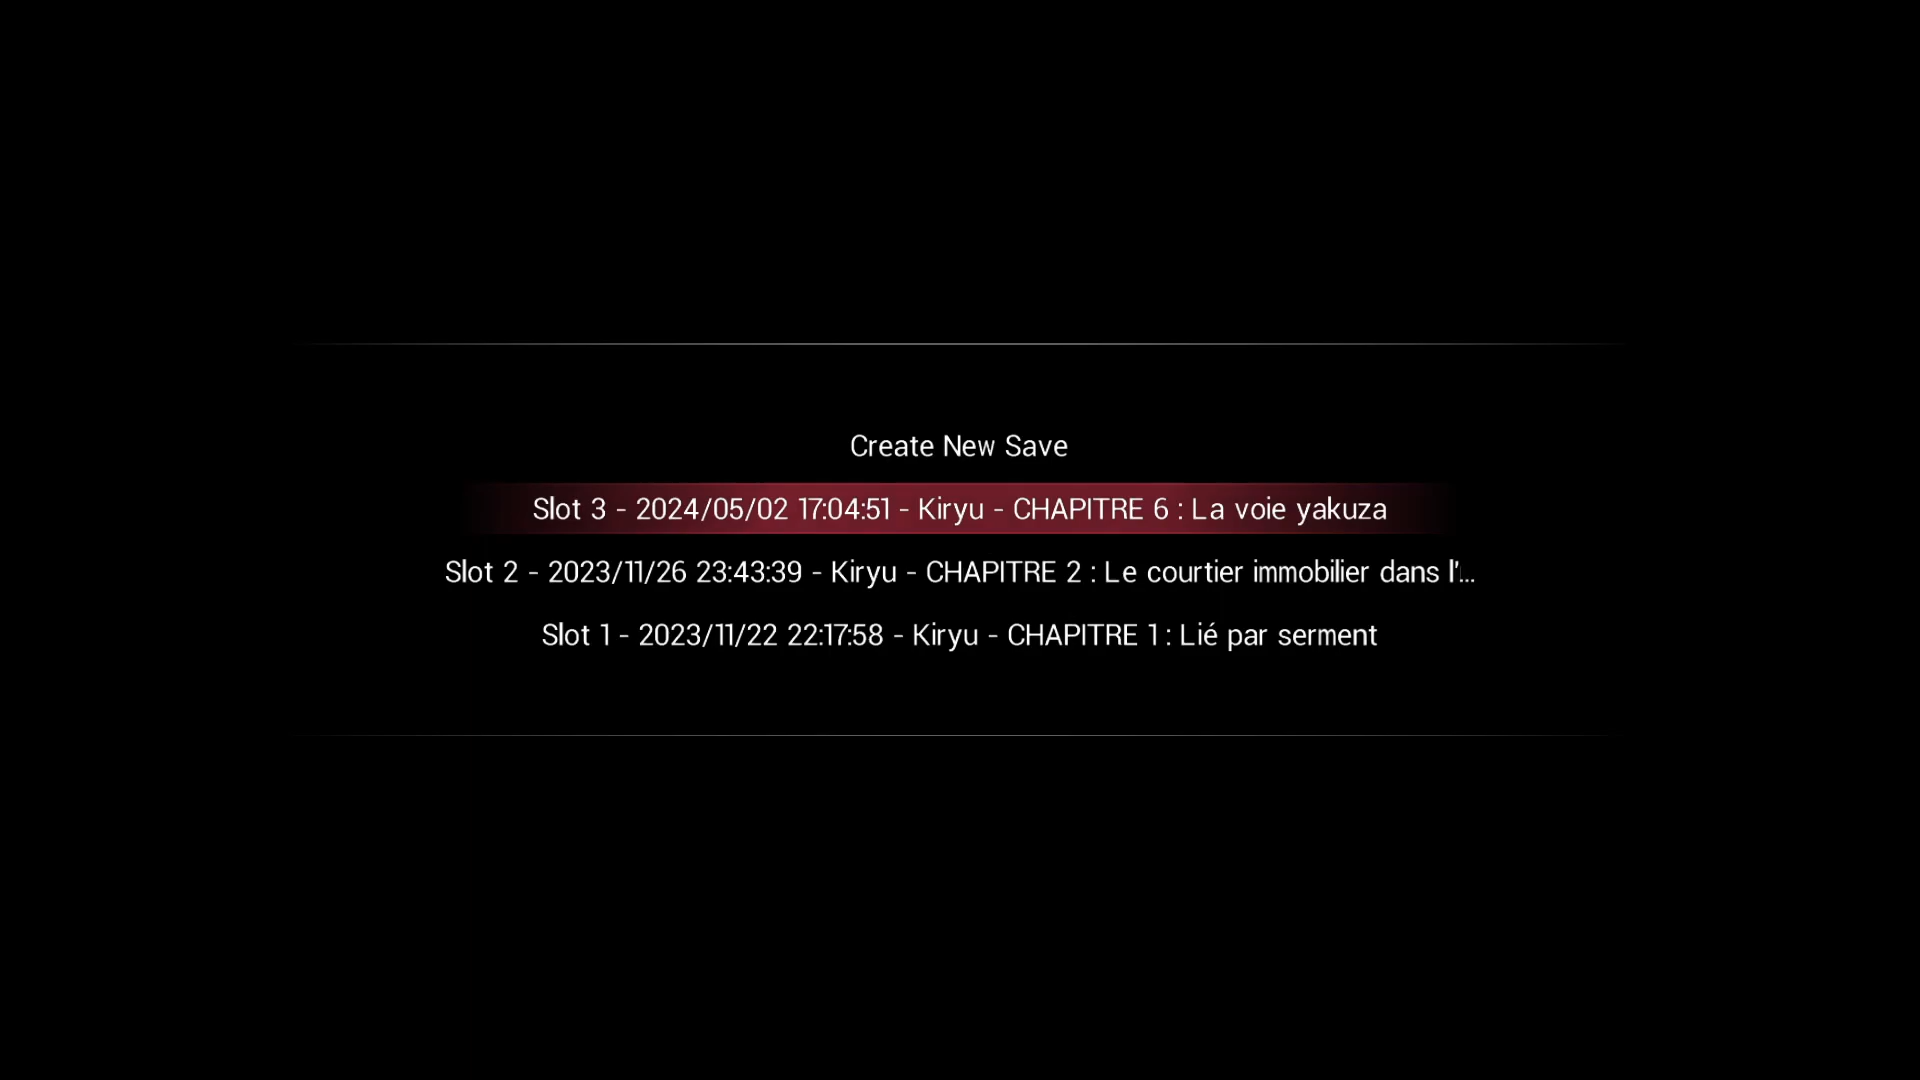 Create New Save
Slot 3 - 2024/05/02 17:04:51 - Kiryu - CHAPITRE 6 : La voie yakuza
Slot 2 - 2023/11/26 23:43:39 - Kiryu - CHAPITRE 2 : Le courtier immobilier dans l'...
Slot 1 - 2023/11/22 22:17:58 - Kiryu - CHAPITRE 1 : Lié par serment